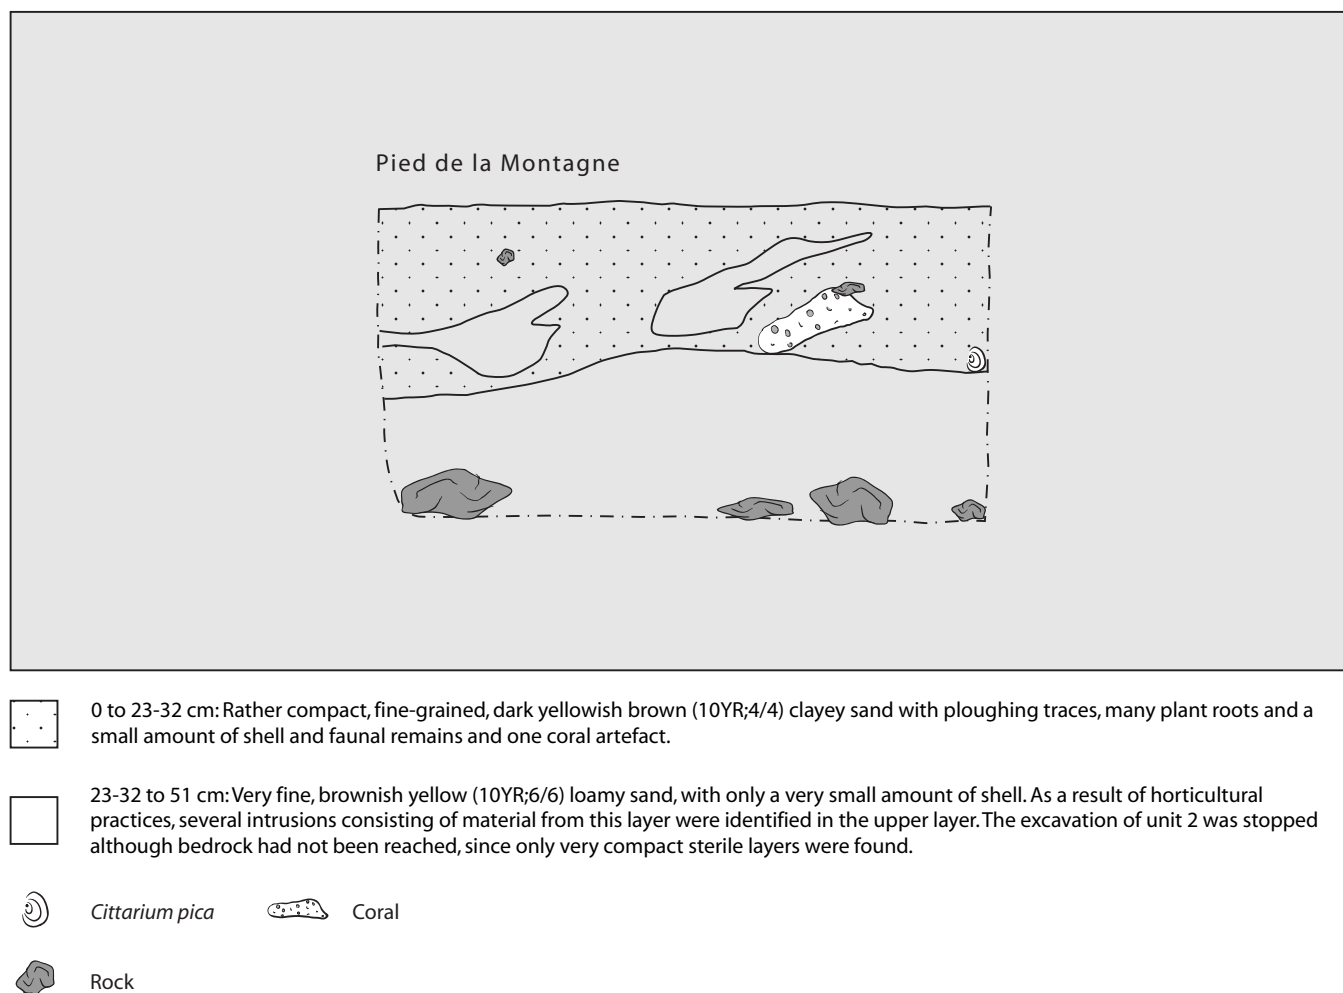 Pied de la Montagne
0 to 23-32 cm: Rather compact, fine-grained, dark yellowish brown (10YR;4/4) clayey sand with ploughing traces, many plant roots and a
small amount of shell and faunal remains and one coral artefact.
23-32 to 51 cm: Very fine, brownish yellow (10YR;6/6) loamy sand, with only a very small amount of shell. As a result of horticultural
practices, several intrusions consisting of material from this layer were identified in the upper layer. The excavation of unit 2 was stopped
although bedrock had not been reached, since only very compact sterile layers were found.
Cittarium pica
Coral
Rock